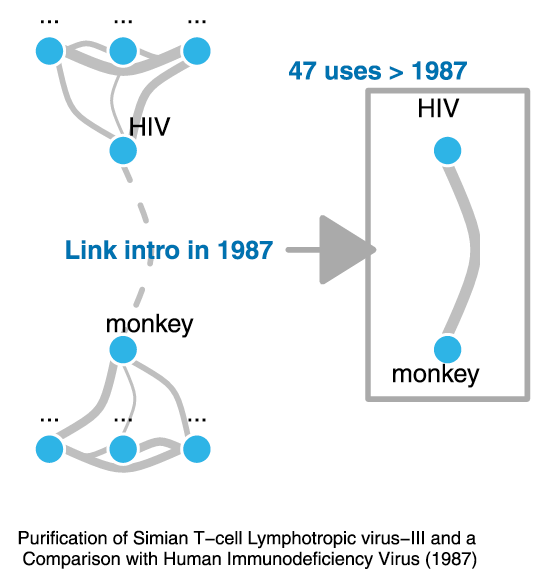 ... ... ...
47 uses > 1987
HIV
HIV
Link intro in 1987
monkey
monkey
... ... ...
Purification of Simian T−cell Lymphotropic virus−III and a
Comparison with Human Immunodeficiency Virus (1987)